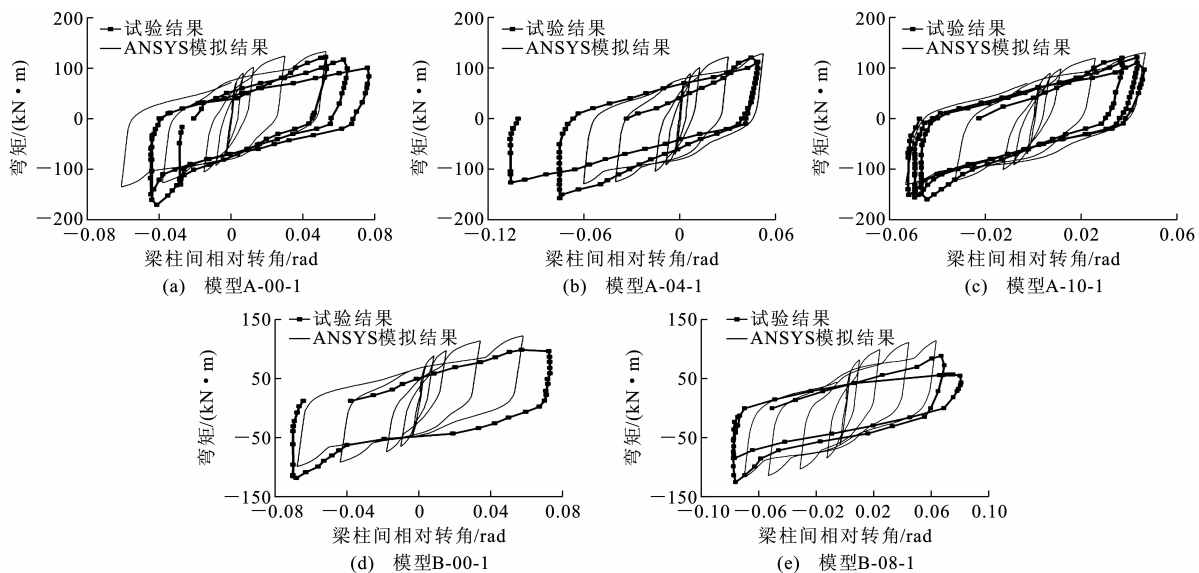 200
100
0
−100
−200
弯矩/(kN·m)
试验结果
ANSYS模拟结果
−0.08
−0.04
0
0.04
0.08
梁柱间相对转角/rad
(a) 模型A-00-1
200
100
0
−100
−200
弯矩/(kN·m)
试验结果
ANSYS模拟结果
−0.12
−0.06
0
0.06
梁柱间相对转角/rad
(b) 模型A-04-1
200
100
0
−100
−200
弯矩/(kN·m)
试验结果
ANSYS模拟结果
−0.06
−0.02
0.02
0.06
梁柱间相对转角/rad
(c) 模型A-10-1
150
50
−50
−150
弯矩/(kN·m)
试验结果
ANSYS模拟结果
−0.08
−0.04
0
0.04
0.08
梁柱间相对转角/rad
(d) 模型B-00-1
150
50
−50
−150
弯矩/(kN·m)
试验结果
ANSYS模拟结果
−0.10
−0.06
−0.02
0.02
0.06
0.10
梁柱间相对转角/rad
(e) 模型B-08-1